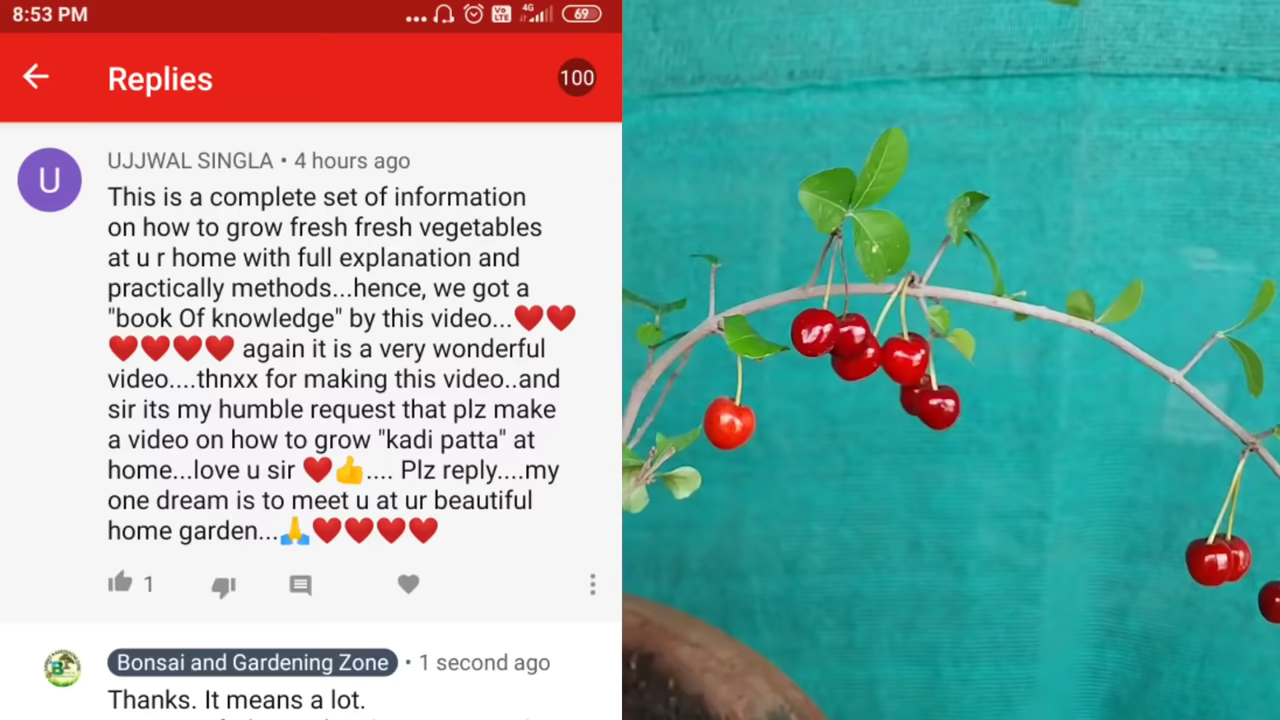 8:53 PM
Vo LTE
4G
69
Replies
100
U
UJJWAL SINGLA • 4 hours ago
This is a complete set of information
on how to grow fresh fresh vegetables
at u r home with full explanation and
practically methods...hence, we got a
"book Of knowledge" by this video...❤️❤️
❤️❤️❤️❤️ again it is a very wonderful
video....thnxx for making this video..and
sir its my humble request that plz make
a video on how to grow "kadi patta" at
home...love u sir ❤️👍.... Plz reply....my
one dream is to meet u at ur beautiful
home garden...🙏❤️❤️❤️❤️
1
Bonsai and Gardening Zone • 1 second ago
Thanks. It means a lot.